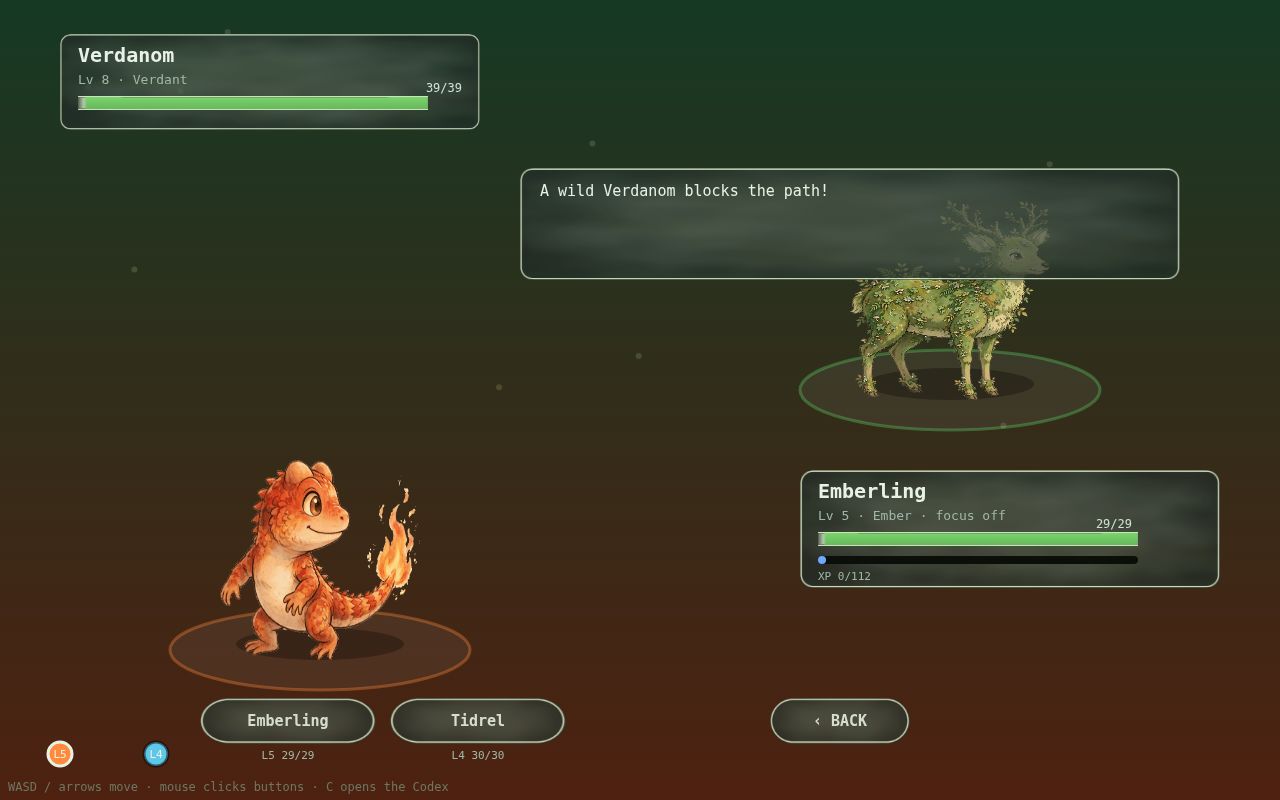 Verdanom
Lv 8 · Verdant
39/39
A wild Verdanom blocks the path!
Emberling
Lv 5 · Ember · focus off
29/29
XP 0/112
Emberling
Tidrel
‹ BACK
L5 29/29
L4 30/30
L5
L4
WASD / arrows move · mouse clicks buttons · C opens the Codex